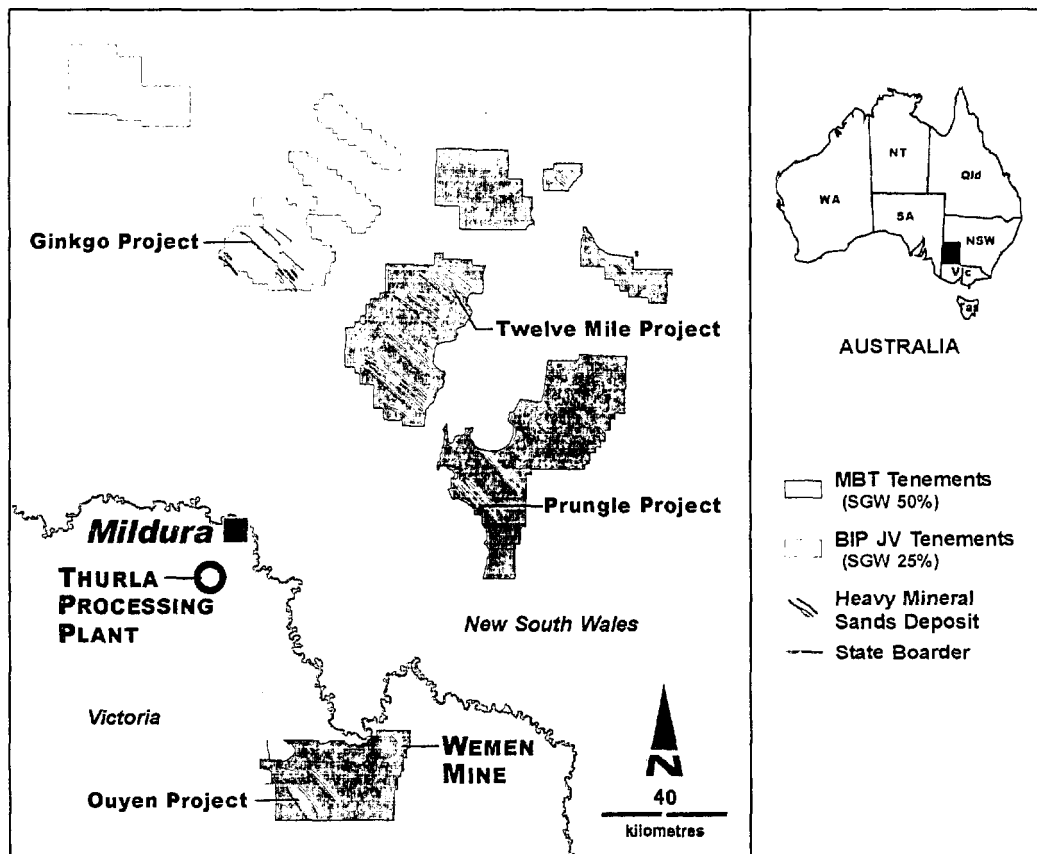 Ginkgo Project
Twelve Mile Project
Prungle Project
Mildura
THURLA
PROCESSING
PLANT
New South Wales
Victoria
WEMEN
MINE
Ouyen Project
N
40
kilometres
WA
NT
Qld
SA
NSW
Vic
Tas
AUSTRALIA
MBT Tenements
(SGW 50%)
BIP JV Tenements
(SGW 25%)
Heavy Mineral
Sands Deposit
State Boarder